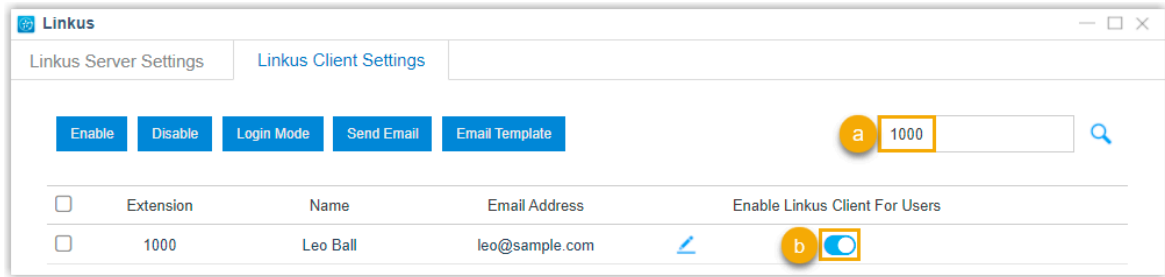 Linkus
Linkus Server Settings Linkus Client Settings
Enable Disable Login Mode Send Email Email Template a 1000
Extension Name Email Address Enable Linkus Client For Users
1000 Leo Ball leo@sample.com b